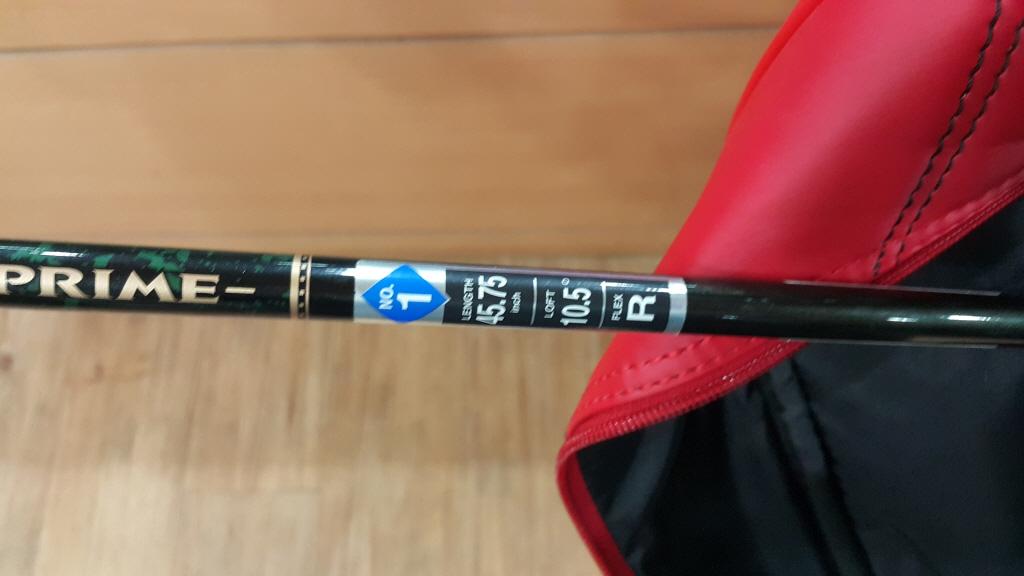 PRIME-
NO.
1
LENGTH
45.75
inch
LOFT
10.5°
FLEX
R